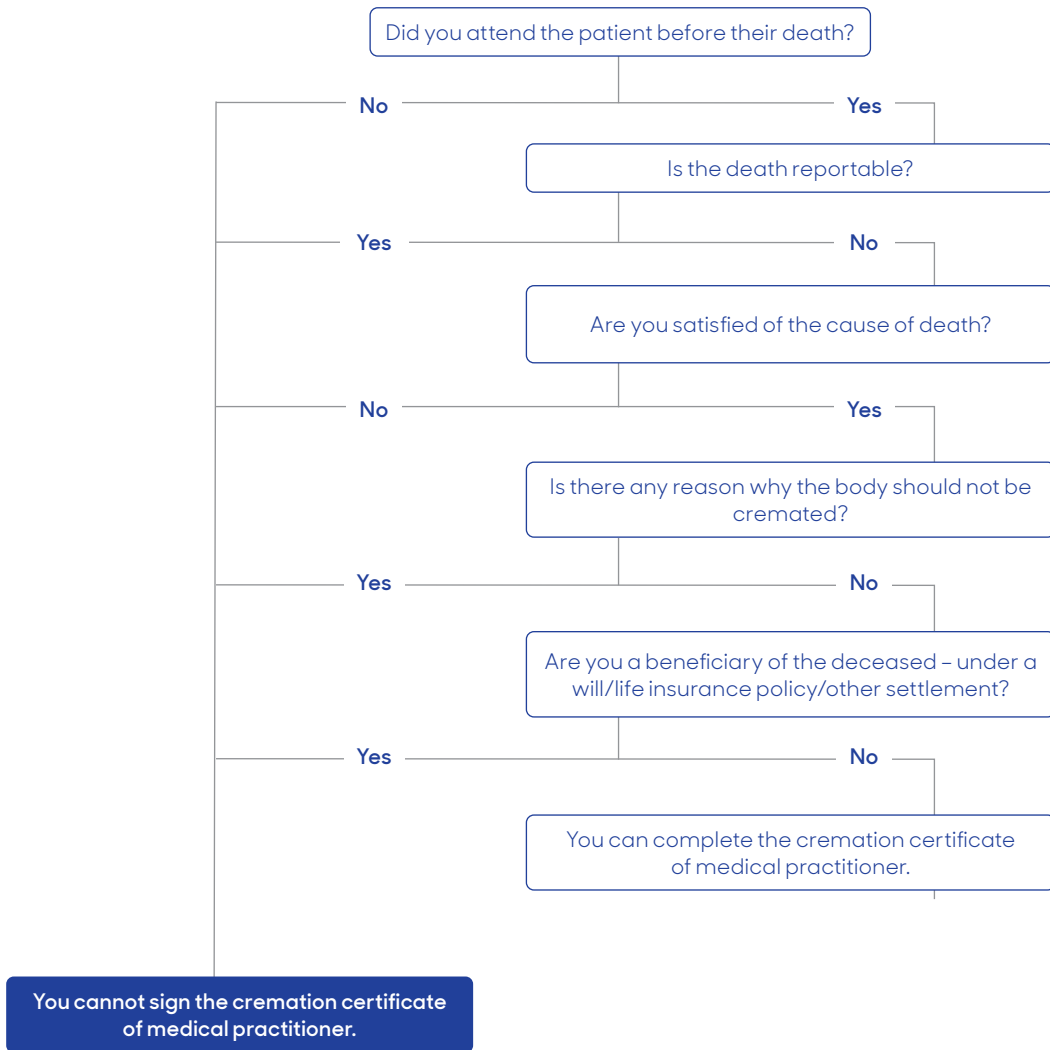 Did you attend the patient before their death?
No
Yes
Is the death reportable?
Yes
No
Are you satisfied of the cause of death?
No
Yes
Is there any reason why the body should not be
cremated?
Yes
No
Are you a beneficiary of the deceased – under a
will/life insurance policy/other settlement?
Yes
No
You can complete the cremation certificate
of medical practitioner.
You cannot sign the cremation certificate
of medical practitioner.